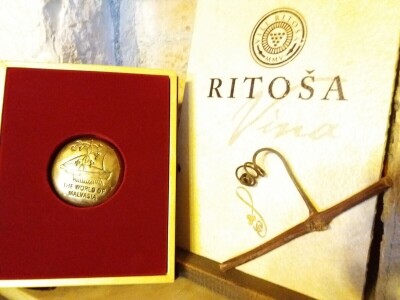 THE WORLD OF
MALVASIA
RITOŠA
Vina